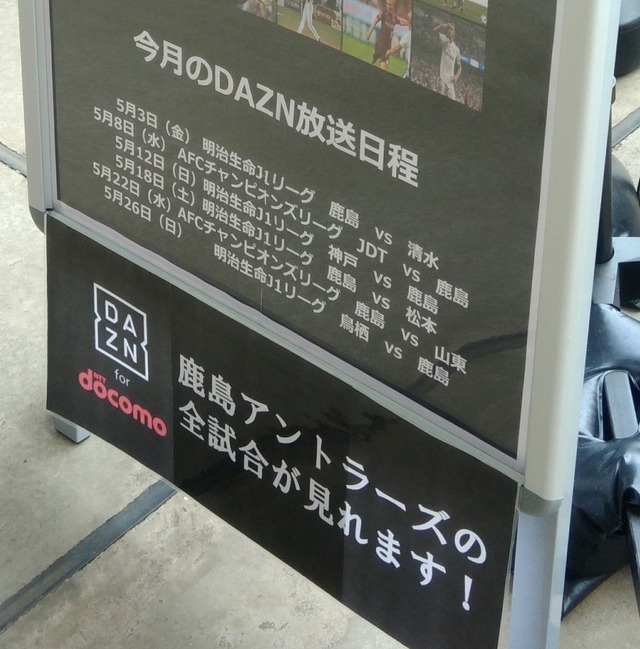 今月のDAZN放送日程
5月3日（金） 明治生命J1リーグ 鹿島 vs 清水
5月8日（水） AFCチャンピオンズリーグ JDT vs 鹿島
5月12日（日） 明治生命J1リーグ 神戸 vs 鹿島
5月18日（土） 明治生命J1リーグ 鹿島 vs 松本
5月22日（水） AFCチャンピオンズリーグ 鹿島 vs 山東
5月26日（日） 明治生命J1リーグ 鳥栖 vs 鹿島
DA
ZN
for
NTT
docomo
鹿島アントラーズの
全試合が見れます！